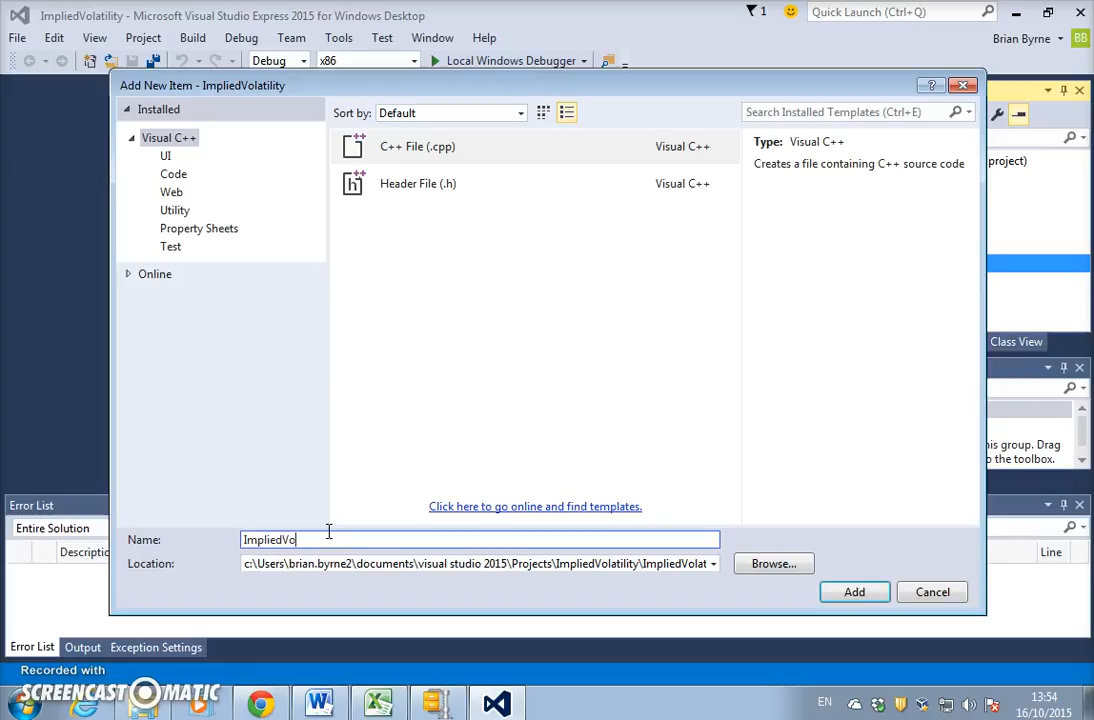 ImpliedVolatility - Microsoft Visual Studio Express 2015 for Windows Desktop
1
Quick Launch (Ctrl+Q)
File Edit View Project Build Debug Team Tools Test Window Help
Brian Byrne BB
Debug x86 Local Windows Debugger
Add New Item - ImpliedVolatility
?
Installed
Sort by: Default
Search Installed Templates (Ctrl+E)
Visual C++
UI
Code
Web
Utility
Property Sheets
Test
Online
C++ File (.cpp) Visual C++
Header File (.h) Visual C++
Type: Visual C++
Creates a file containing C++ source code
project)
Class View
his group. Drag
o the toolbox.
Click here to go online and find templates.
Name: ImpliedVo
Location: c:\Users\brian.byrne2\documents\visual studio 2015\Projects\ImpliedVolatility\ImpliedVolat
Browse...
Add Cancel
Error List
Entire Solution
Descriptio
Line
Error List Output Exception Settings
Recorded with
SCREENCAST-O-MATIC
EN
13:54
16/10/2015